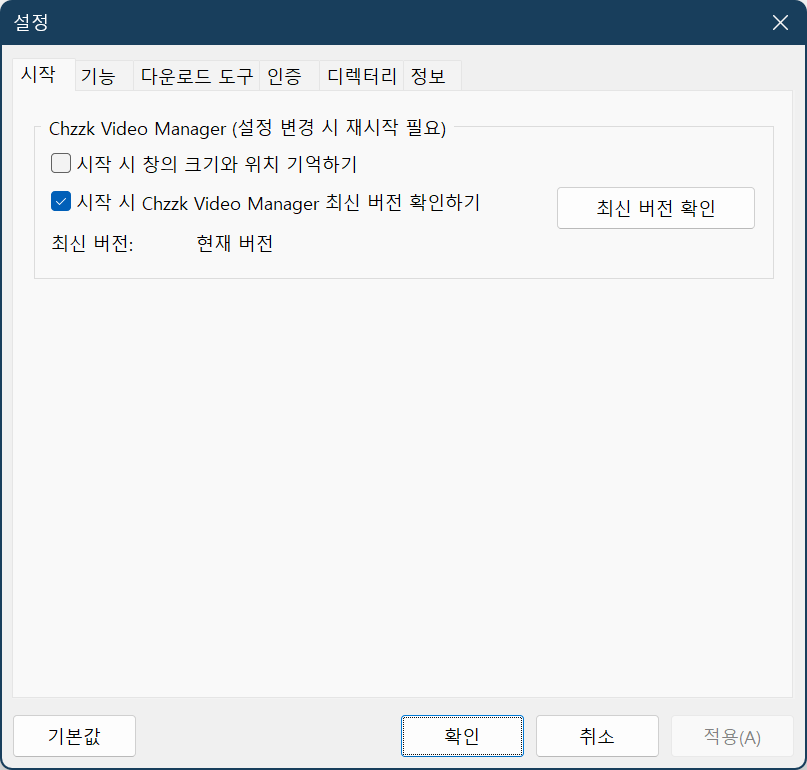 설정
시작 기능 다운로드 도구 인증 디렉터리 정보
Chzzk Video Manager (설정 변경 시 재시작 필요)
시작 시 창의 크기와 위치 기억하기
시작 시 Chzzk Video Manager 최신 버전 확인하기
최신 버전 확인
최신 버전: 현재 버전
기본값 확인 취소 적용(A)